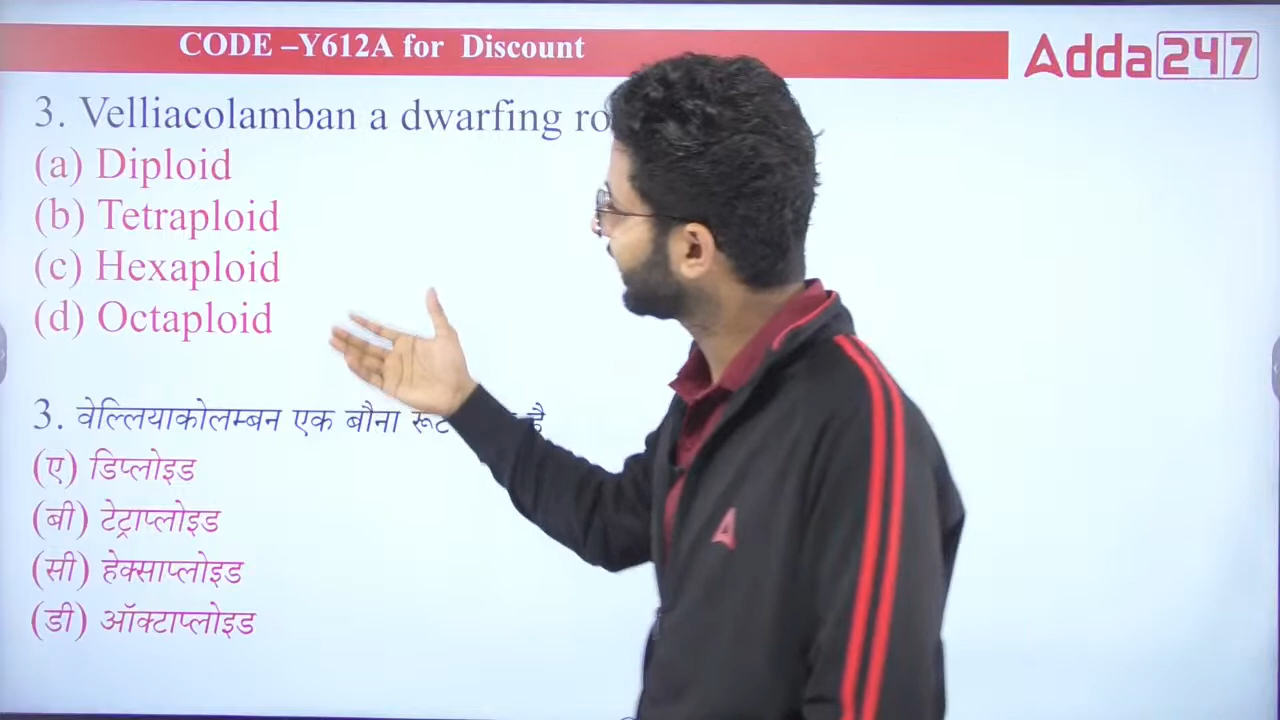 CODE –Y612A for Discount
Adda247
3. Velliacolamban a dwarfing
(a) Diploid
(b) Tetraploid
(c) Hexaploid
(d) Octaploid
3. वेल्लियाकोलम्बन एक बौना है
(ए) डिप्लोइड
(बी) टेट्राप्लोइड
(सी) हेक्साप्लोइड
(डी) ऑक्टाप्लोइड